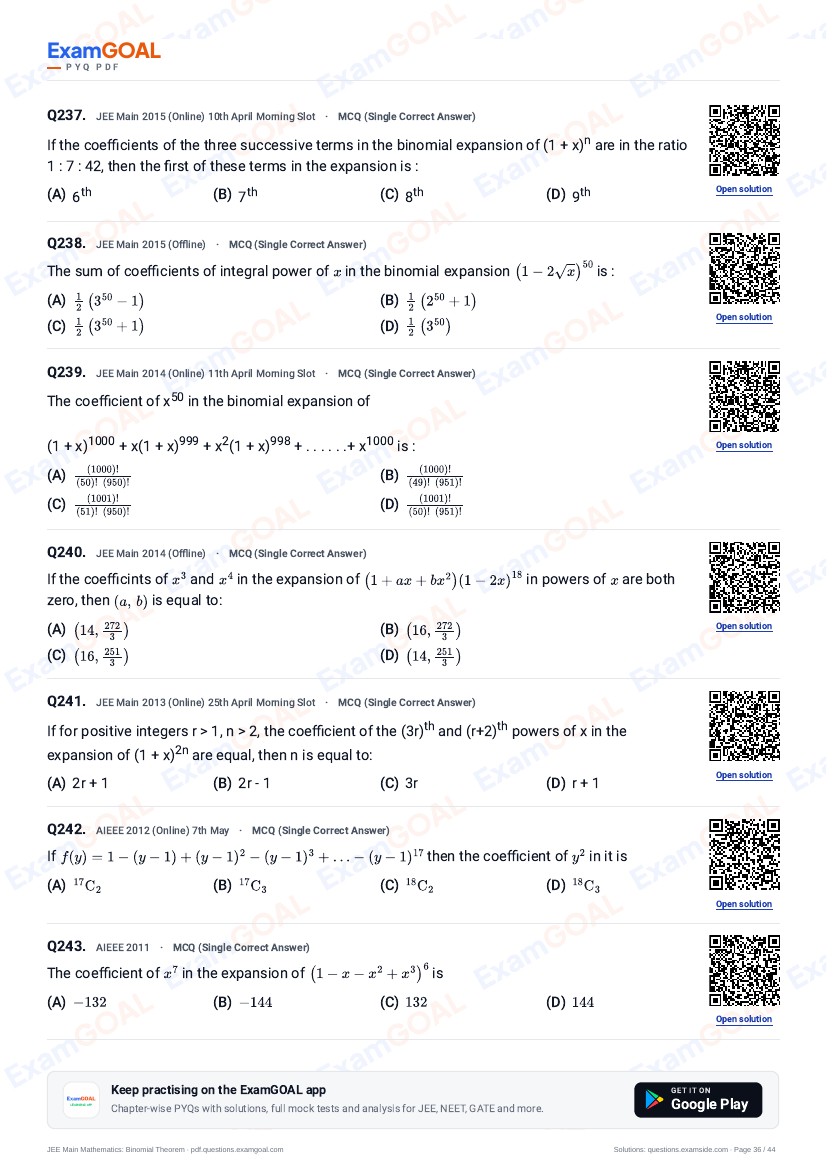 ExamGOAL
PYQ PDF
Q237. JEE Main 2015 (Online) 10th April Morning Slot · MCQ (Single Correct Answer)
If the coefficients of the three successive terms in the binomial expansion of (1 + x)^n are in the ratio
1 : 7 : 42, then the first of these terms in the expansion is :
(A) 6^th (B) 7^th (C) 8^th (D) 9^th
Open solution
Q238. JEE Main 2015 (Offline) · MCQ (Single Correct Answer)
The sum of coefficients of integral power of x in the binomial expansion (1 − 2√x)^50 is :
(A) 1/2 (3^50 − 1) (B) 1/2 (2^50 + 1)
(C) 1/2 (3^50 + 1) (D) 1/2 (3^50)
Open solution
Q239. JEE Main 2014 (Online) 11th April Morning Slot · MCQ (Single Correct Answer)
The coefficient of x^50 in the binomial expansion of
(1 + x)^1000 + x(1 + x)^999 + x^2(1 + x)^998 + . . . . . .+ x^1000 is :
(A) (1000)!/(50)! (950)! (B) (1000)!/(49)! (951)!
(C) (1001)!/(51)! (950)! (D) (1001)!/(50)! (951)!
Open solution
Q240. JEE Main 2014 (Offline) · MCQ (Single Correct Answer)
If the coefficints of x^3 and x^4 in the expansion of (1 + ax + bx^2)(1 − 2x)^18 in powers of x are both
zero, then (a, b) is equal to:
(A) (14, 272/3) (B) (16, 272/3)
(C) (16, 251/3) (D) (14, 251/3)
Open solution
Q241. JEE Main 2013 (Online) 25th April Morning Slot · MCQ (Single Correct Answer)
If for positive integers r > 1, n > 2, the coefficient of the (3r)^th and (r+2)^th powers of x in the
expansion of (1 + x)^2n are equal, then n is equal to:
(A) 2r + 1 (B) 2r - 1 (C) 3r (D) r + 1
Open solution
Q242. AIEEE 2012 (Online) 7th May · MCQ (Single Correct Answer)
If f(y) = 1 − (y − 1) + (y − 1)^2 − (y − 1)^3 + . . . − (y − 1)^17 then the coefficient of y^2 in it is
(A) ^17C_2 (B) ^17C_3 (C) ^18C_2 (D) ^18C_3
Open solution
Q243. AIEEE 2011 · MCQ (Single Correct Answer)
The coefficient of x^7 in the expansion of (1 − x − x^2 + x^3)^6 is
(A) −132 (B) −144 (C) 132 (D) 144
Open solution
ExamGOAL
Keep practising on the ExamGOAL app
Chapter-wise PYQs with solutions, full mock tests and analysis for JEE, NEET, GATE and more.
GET IT ON
Google Play
JEE Main Mathematics: Binomial Theorem · pdf.questions.examgoal.com
Solutions: questions.examside.com · Page 36 / 44